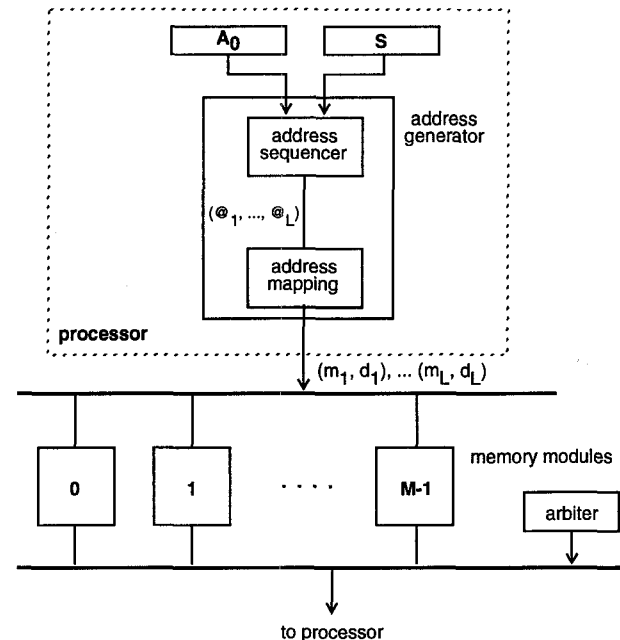 A0 S
address sequencer
address generator
(@1, ..., @L)
address mapping
processor
(m1, d1), ... (mL, dL)
0 1 . . . . M-1
memory modules
arbiter
to processor